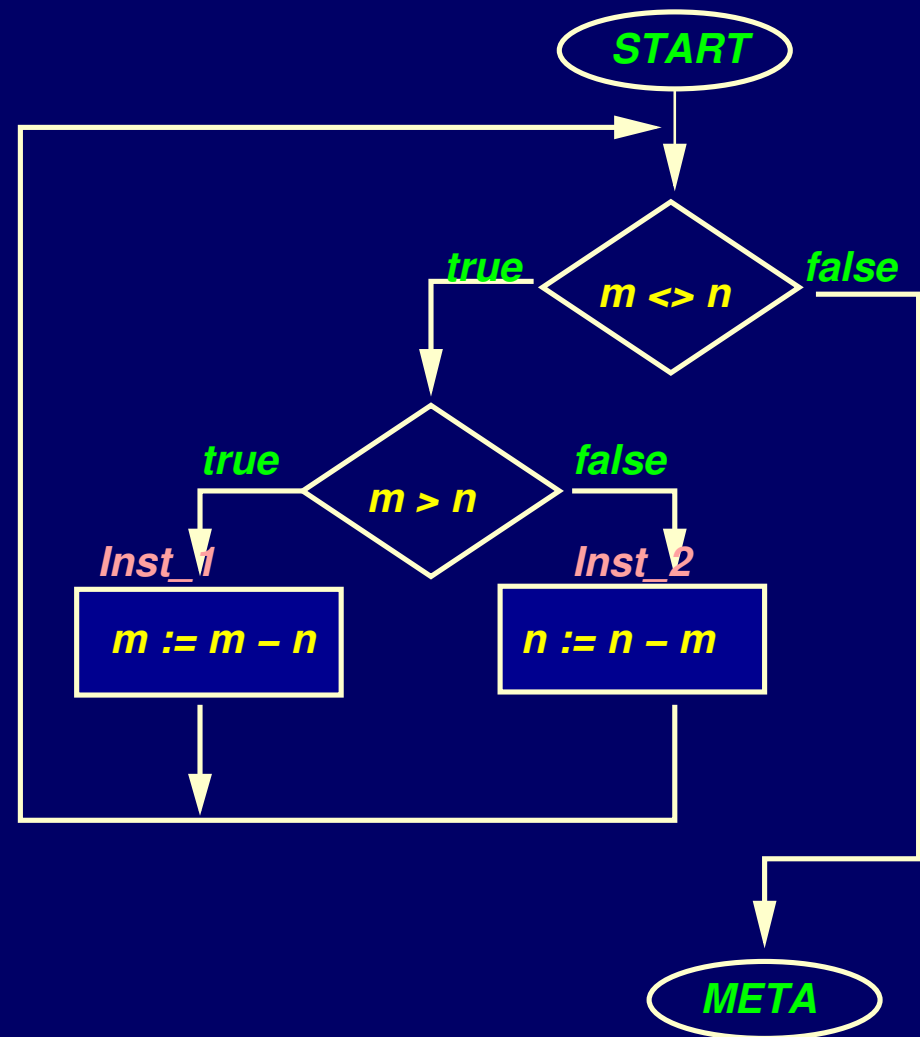 START
true
false
m <> n
true
false
m > n
Inst_1
Inst_2
m := m – n
n := n – m
META